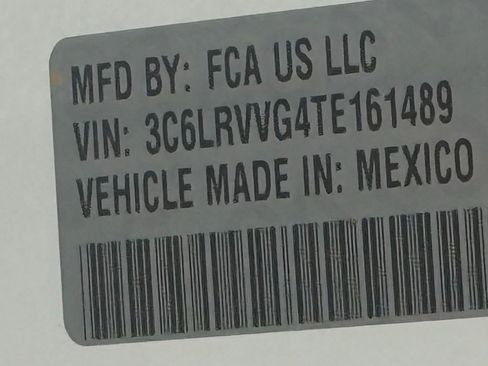 MFD BY: FCA US LLC
VIN: 3C6LRVVG4TE161489
VEHICLE MADE IN: MEXICO